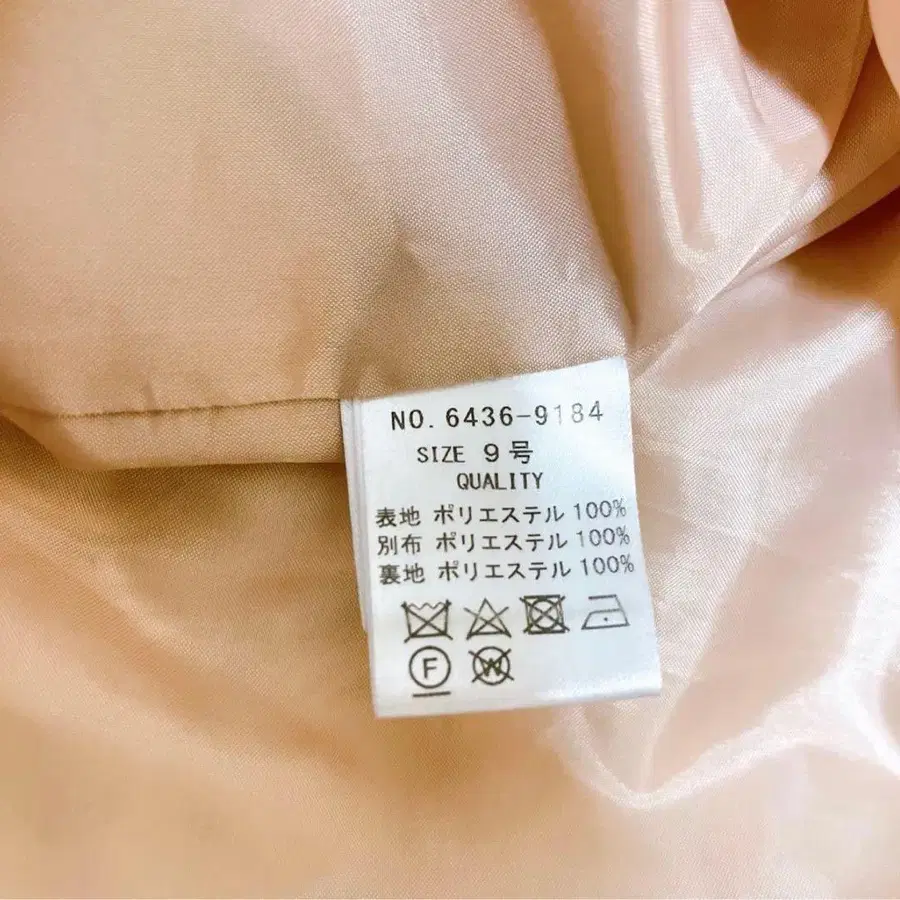 NO. 6436-9184
SIZE 9号
QUALITY
表地 ポリエステル 100%
別布 ポリエステル 100%
裏地 ポリエステル 100%
F W